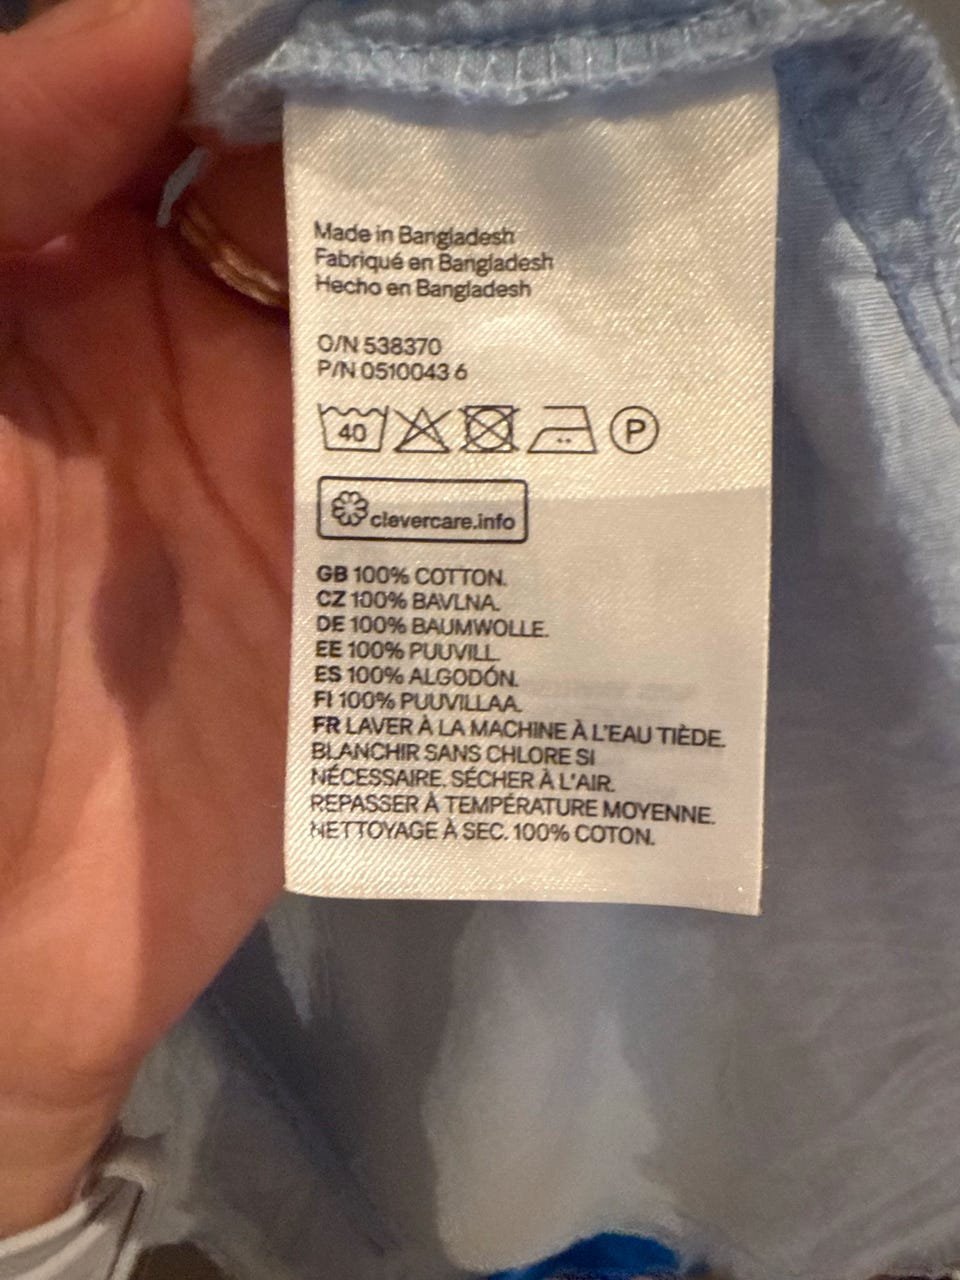 Made in Bangladesh
Fabriqué en Bangladesh
Hecho en Bangladesh
O/N 538370
P/N 0510043 6
40 P
clevercare.info
GB 100% COTTON.
CZ 100% BAVLNA.
DE 100% BAUMWOLLE.
EE 100% PUUVILL.
ES 100% ALGODÓN.
FI 100% PUUVILLAA.
FR LAVER À LA MACHINE À L'EAU TIÈDE.
BLANCHIR SANS CHLORE SI
NÉCESSAIRE. SÉCHER À L'AIR.
REPASSER À TEMPÉRATURE MOYENNE.
NETTOYAGE À SEC. 100% COTON.